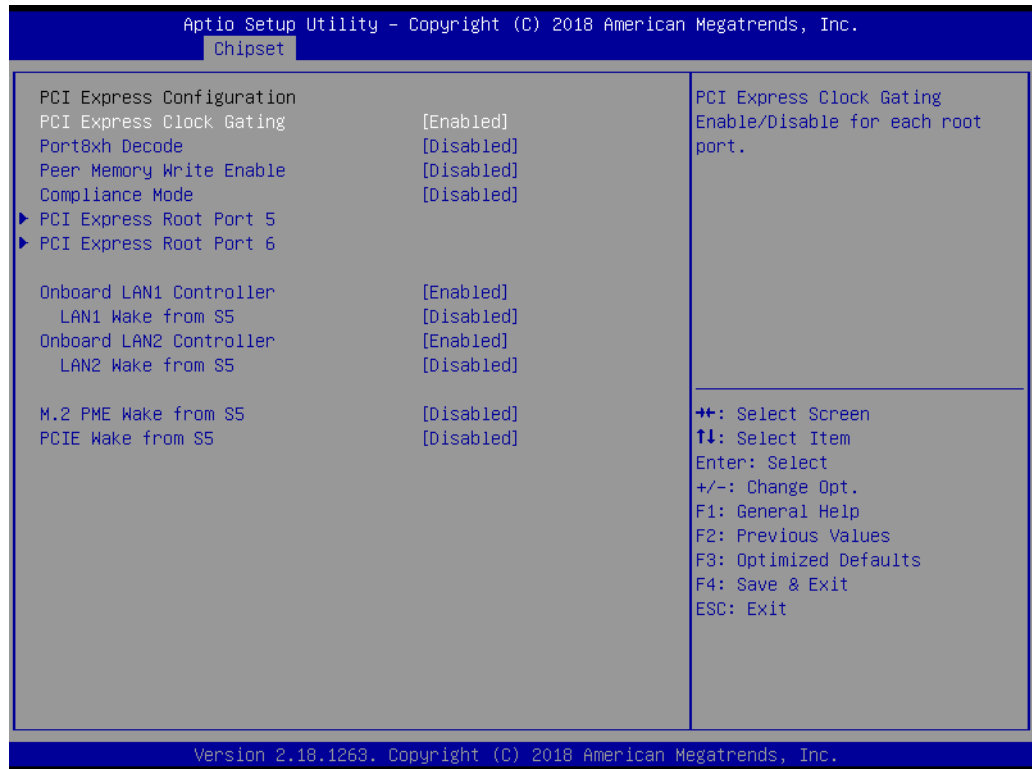 Aptio Setup Utility – Copyright (C) 2018 American Megatrends, Inc.
Chipset
PCI Express Configuration
PCI Express Clock Gating [Enabled]
Port8xh Decode [Disabled]
Peer Memory Write Enable [Disabled]
Compliance Mode [Disabled]
PCI Express Root Port 5
PCI Express Root Port 6
Onboard LAN1 Controller [Enabled]
LAN1 Wake from S5 [Disabled]
Onboard LAN2 Controller [Enabled]
LAN2 Wake from S5 [Disabled]
M.2 PME Wake from S5 [Disabled]
PCIE Wake from S5 [Disabled]
PCI Express Clock Gating
Enable/Disable for each root
port.
→←: Select Screen
↑↓: Select Item
Enter: Select
+/-: Change Opt.
F1: General Help
F2: Previous Values
F3: Optimized Defaults
F4: Save & Exit
ESC: Exit
Version 2.18.1263. Copyright (C) 2018 American Megatrends, Inc.